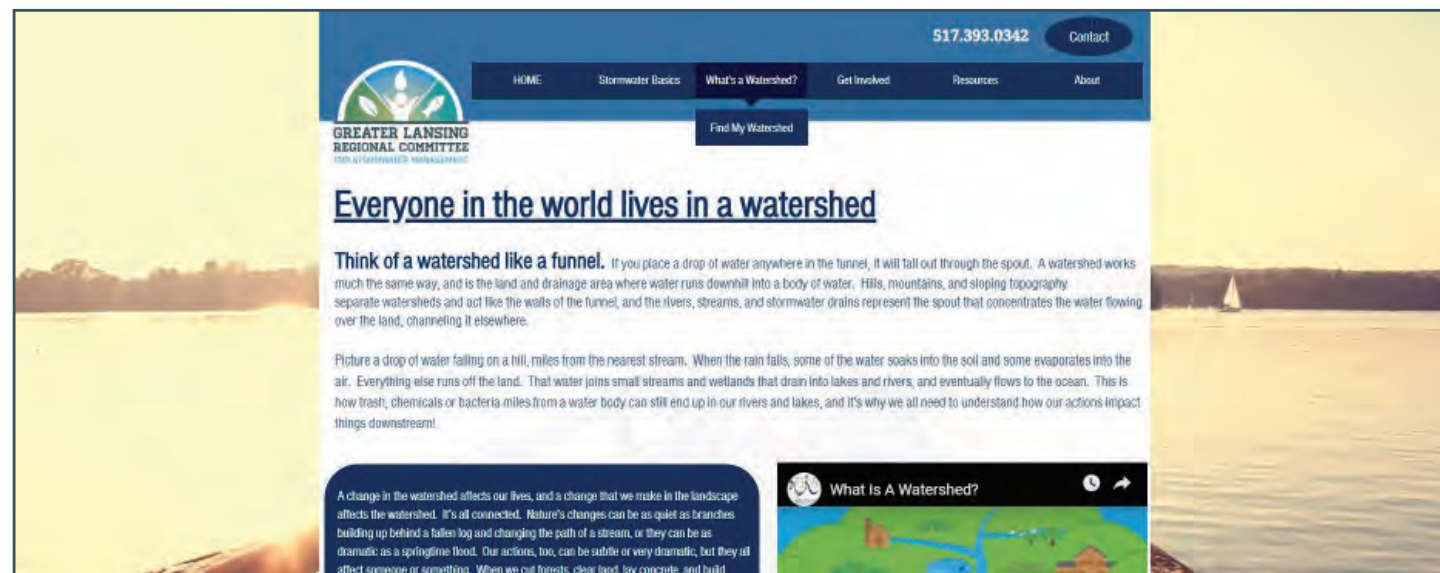 517.393.0342 Contact
HOME Stormwater Basics What's a Watershed? Get Involved Resources About
Find My Watershed
GREATER LANSING
REGIONAL COMMITTEE
FOR STORMWATER MANAGEMENT
Everyone in the world lives in a watershed
Think of a watershed like a funnel. If you place a drop of water anywhere in the funnel, it will fall out through the spout. A watershed works
much the same way, and is the land and drainage area where water runs downhill into a body of water. Hills, mountains, and sloping topography
separate watersheds and act like the walls of the funnel, and the rivers, streams, and stormwater drains represent the spout that concentrates the water flowing
over the land, channeling it elsewhere.
Picture a drop of water falling on a hill, miles from the nearest stream. When the rain falls, some of the water soaks into the soil and some evaporates into the
air. Everything else runs off the land. That water joins small streams and wetlands that drain into lakes and rivers, and eventually flows to the ocean. This is
how trash, chemicals or bacteria miles from a water body can still end up in our rivers and lakes, and it's why we all need to understand how our actions impact
things downstream!
A change in the watershed affects our lives, and a change that we make in the landscape
affects the watershed. It's all connected. Nature's changes can be as quiet as branches
building up behind a fallen log and changing the path of a stream, or they can be as
dramatic as a springtime flood. Our actions, too, can be subtle or very dramatic, but they all
affect someone or something. When we cut forests, clear land, lay concrete, and build
What Is A Watershed?